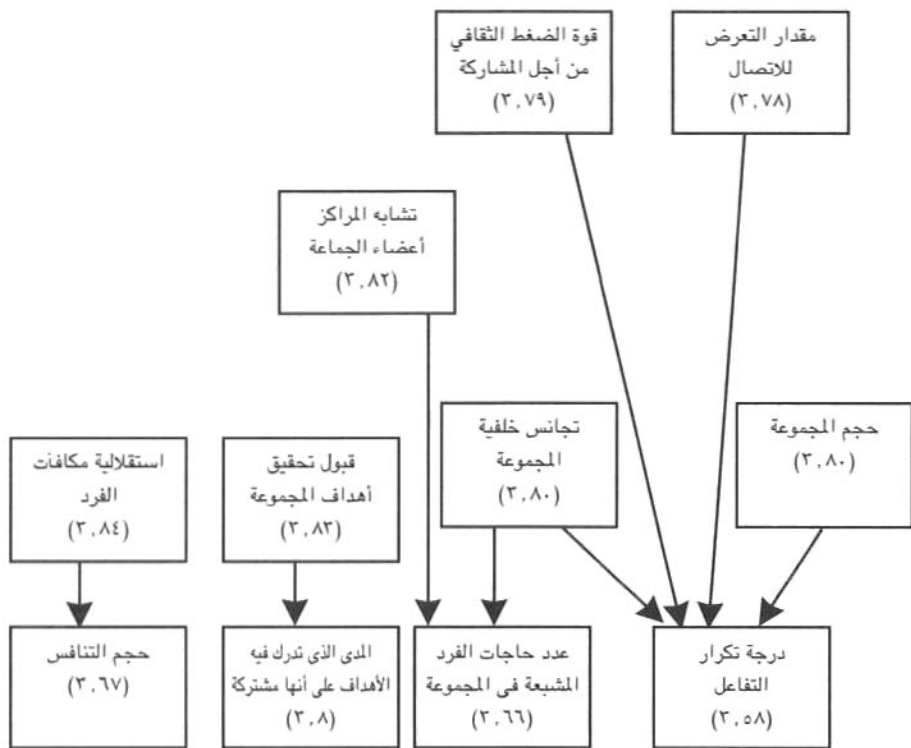 مقدار التعرض
للاتصال
(٣,٧٨)
قوة الضغط الثقافي
من أجل المشاركة
(٣,٧٩)
تشابه المراكز
أعضاء الجماعة
(٣,٨٢)
حجم المجموعة
(٣,٨٠)
تجانس خلفية
المجموعة
(٣,٨٠)
قبول تحقيق
أهداف المجموعة
(٣,٨٣)
استقلالية مكافآت
الفرد
(٣,٨٤)
درجة تكرار
التفاعل
(٣,٥٨)
عدد حاجات الفرد
المشبعة فى المجموعة
(٣,٦٦)
المدى الذى تدرك فيه
الأهداف على أنها مشتركة
(٣,٨)
حجم التنافس
(٣,٦٧)